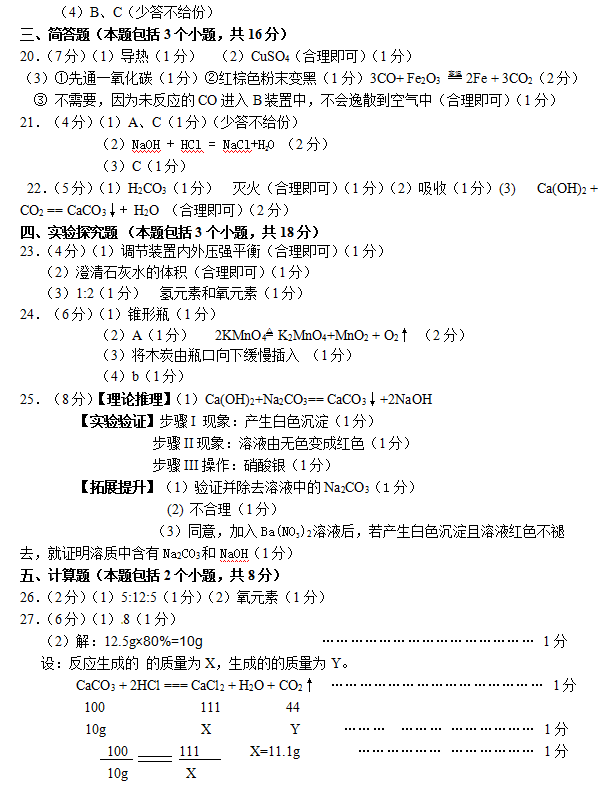 （4）B、C（少答不给份）
三、简答题（本题包括3个小题，共16分）
20.（7分）（1）导热（1分） （2）CuSO₄（合理即可）（1分）
（3）①先通一氧化碳（1分）②红棕色粉末变黑（1分）3CO+ Fe₂O₃ 高温== 2Fe + 3CO₂（2分）
③ 不需要，因为未反应的CO进入 B装置中，不会逸散到空气中（合理即可）（1分）
21.（4分）（1）A、C（1分）（少答不给份）
（2）NaOH + HCl = NaCl+H₂O （2分）
（3）C（1分）
22.（5分）（1）H₂CO₃（1分） 灭火（合理即可）（1分）（2）吸收（1分）(3) Ca(OH)₂ +
CO₂ == CaCO₃↓+ H₂O （合理即可）（2分）
四、实验探究题 （本题包括3个小题，共18分）
23.（4分）（1）调节装置内外压强平衡（合理即可）（1分）
（2）澄清石灰水的体积（合理即可）（1分）
（3）1:2（1分） 氢元素和氧元素（1分）
24.（6分）（1）锥形瓶（1分）
（2）A（1分） 2KMnO₄ △= K₂MnO₄+MnO₂ + O₂↑ （2分）
（3）将木炭由瓶口向下缓慢插入 （1分）
（4）b（1分）
25.（8分）【理论推理】（1）Ca(OH)₂+Na₂CO₃== CaCO₃↓+2NaOH
【实验验证】步骤I 现象：产生白色沉淀（1分）
步骤II现象：溶液由无色变成红色（1分）
步骤III操作：硝酸银（1分）
【拓展提升】（1）验证并除去溶液中的Na₂CO₃（1分）
(2) 不合理（1分）
（3）同意，加入Ba(NO₃)₂溶液后，若产生白色沉淀且溶液红色不褪
去，就证明溶质中含有Na₂CO₃和NaOH（1分）
五、计算题（本题包括2个小题，共8分）
26.（2分）（1）5:12:5（1分）（2）氧元素（1分）
27.（6分）（1）.8（1分）
（2）解：12.5g×80%=10g ………………………………… 1分
设：反应生成的 的质量为X，生成的的质量为 Y。
CaCO₃ + 2HCl === CaCl₂ + H₂O + CO₂↑ ………………………………… 1分
100 111 44
10g X Y …… …… …………… 1分
100 ____ 111 X=11.1g …………… …………… 1分
10g X